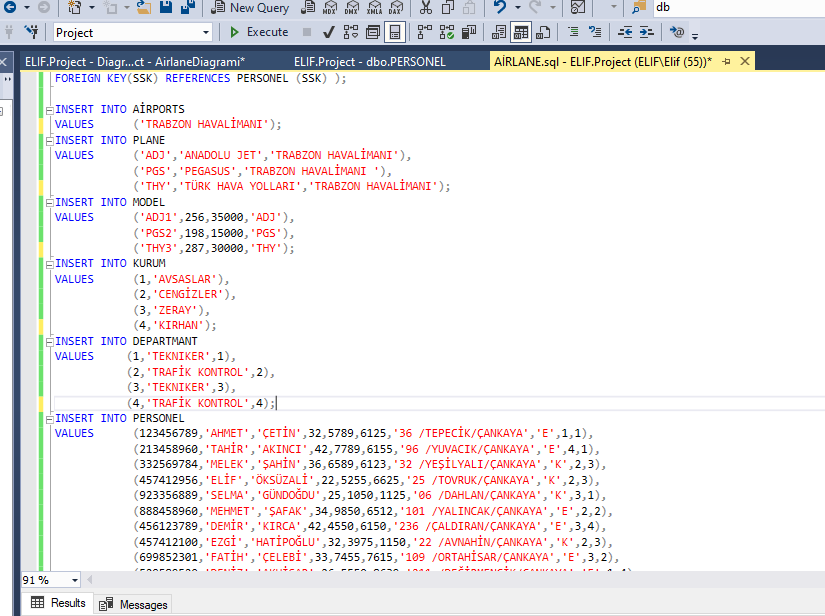 New Query
MDX
DMX
XMLA
DAX
db
Project
Execute
ELIF.Project - Diagr...ct - AirlaneDiagrami*
ELIF.Project - dbo.PERSONEL
AİRLANE.sql - ELIF.Project (ELIF\Elif (55))*
FOREIGN KEY(SSK) REFERENCES PERSONEL (SSK) );
INSERT INTO AİRPORTS
VALUES ('TRABZON HAVALİMANI');
INSERT INTO PLANE
VALUES ('ADJ','ANADOLU JET','TRABZON HAVALİMANI'),
('PGS','PEGASUS','TRABZON HAVALİMANI '),
('THY','TÜRK HAVA YOLLARI','TRABZON HAVALİMANI');
INSERT INTO MODEL
VALUES ('ADJ1',256,35000,'ADJ'),
('PGS2',198,15000,'PGS'),
('THY3',287,30000,'THY');
INSERT INTO KURUM
VALUES (1,'AVSASLAR'),
(2,'CENGİZLER'),
(3,'ZERAY'),
(4,'KIRHAN');
INSERT INTO DEPARTMANT
VALUES (1,'TEKNIKER',1),
(2,'TRAFİK KONTROL',2),
(3,'TEKNIKER',3),
(4,'TRAFİK KONTROL',4);
INSERT INTO PERSONEL
VALUES (123456789,'AHMET','ÇETİN',32,5789,6125,'36 /TEPECİK/ÇANKAYA','E',1,1),
(213458960,'TAHİR','AKINCI',42,7789,6155,'96 /YUVACIK/ÇANKAYA','E',4,1),
(332569784,'MELEK','ŞAHİN',36,6589,6123,'32 /YEŞİLYALI/ÇANKAYA','K',2,3),
(457412956,'ELİF','ÖKSÜZALİ',22,5255,6625,'25 /TOVRUK/ÇANKAYA','K',2,3),
(923356889,'SELMA','GÜNDOĞDU',25,1050,1125,'06 /DAHLAN/ÇANKAYA','K',3,1),
(888458960,'MEHMET','ŞAFAK',34,9850,6512,'101 /YALINCAK/ÇANKAYA','E',2,2),
(456123789,'DEMİR','KIRCA',42,4550,6150,'236 /ÇALDIRAN/ÇANKAYA','E',3,4),
(457412100,'EZGİ','HATİPOĞLU',32,3975,1150,'22 /AVNAHİN/ÇANKAYA','K',2,3),
(699852301,'FATİH','ÇELEBİ',33,7455,7615,'109 /ORTAHİSAR/ÇANKAYA','E',3,2),
91 %
Results
Messages